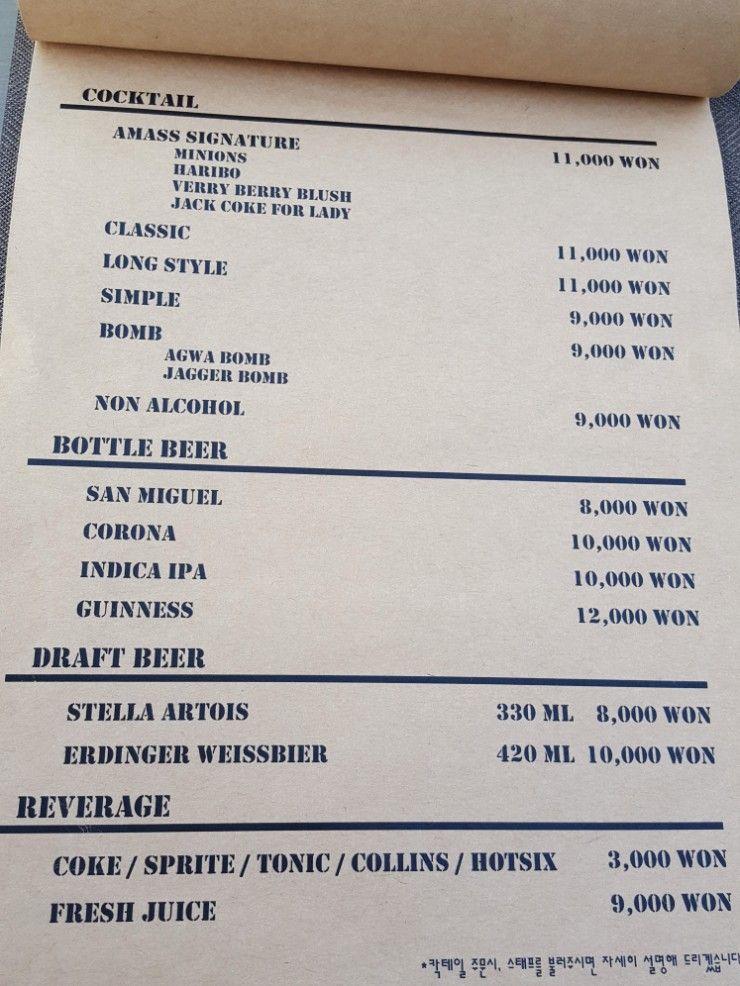 COCKTAIL
AMASS SIGNATURE 11,000 WON
MINIONS
HARIBO
VERRY BERRY BLUSH
JACK COKE FOR LADY
CLASSIC 11,000 WON
LONG STYLE 11,000 WON
SIMPLE 9,000 WON
BOMB 9,000 WON
AGWA BOMB
JAGGER BOMB
NON ALCOHOL 9,000 WON
BOTTLE BEER
SAN MIGUEL 8,000 WON
CORONA 10,000 WON
INDICA IPA 10,000 WON
GUINNESS 12,000 WON
DRAFT BEER
STELLA ARTOIS 330 ML 8,000 WON
ERDINGER WEISSBIER 420 ML 10,000 WON
REVERAGE
COKE / SPRITE / TONIC / COLLINS / HOTSIX 3,000 WON
FRESH JUICE 9,000 WON
*칵테일 주문시, 스태프를 불러주시면 자세히 설명해 드리겠습니다